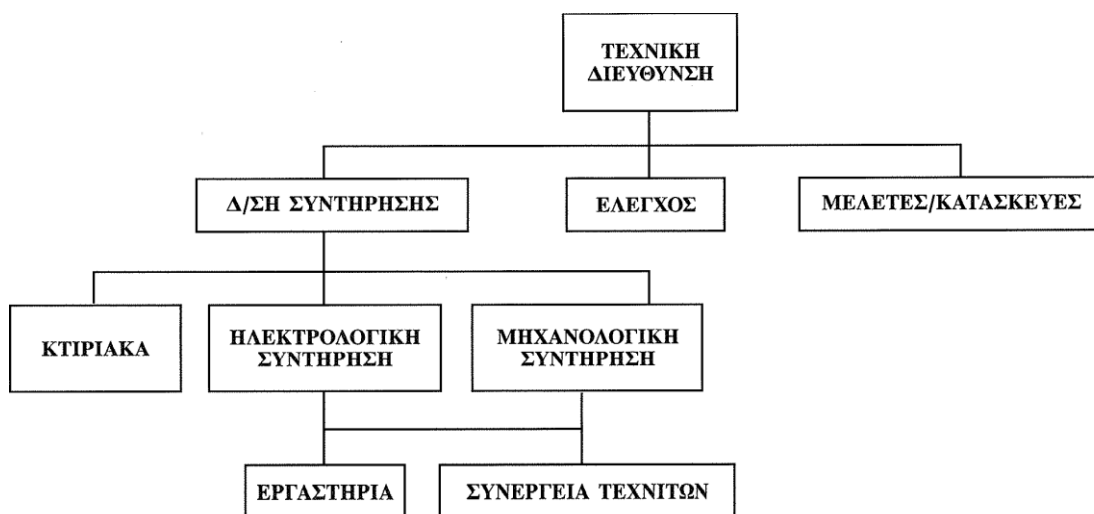 ΤΕΧΝΙΚΗ
ΔΙΕΥΘΥΝΣΗ
Δ/ΣΗ ΣΥΝΤΗΡΗΣΗΣ
ΕΛΕΓΧΟΣ
ΜΕΛΕΤΕΣ/ΚΑΤΑΣΚΕΥΕΣ
ΚΤΙΡΙΑΚΑ
ΗΛΕΚΤΡΟΛΟΓΙΚΗ
ΣΥΝΤΗΡΗΣΗ
ΜΗΧΑΝΟΛΟΓΙΚΗ
ΣΥΝΤΗΡΗΣΗ
ΕΡΓΑΣΤΗΡΙΑ
ΣΥΝΕΡΓΕΙΑ ΤΕΧΝΙΤΩΝ